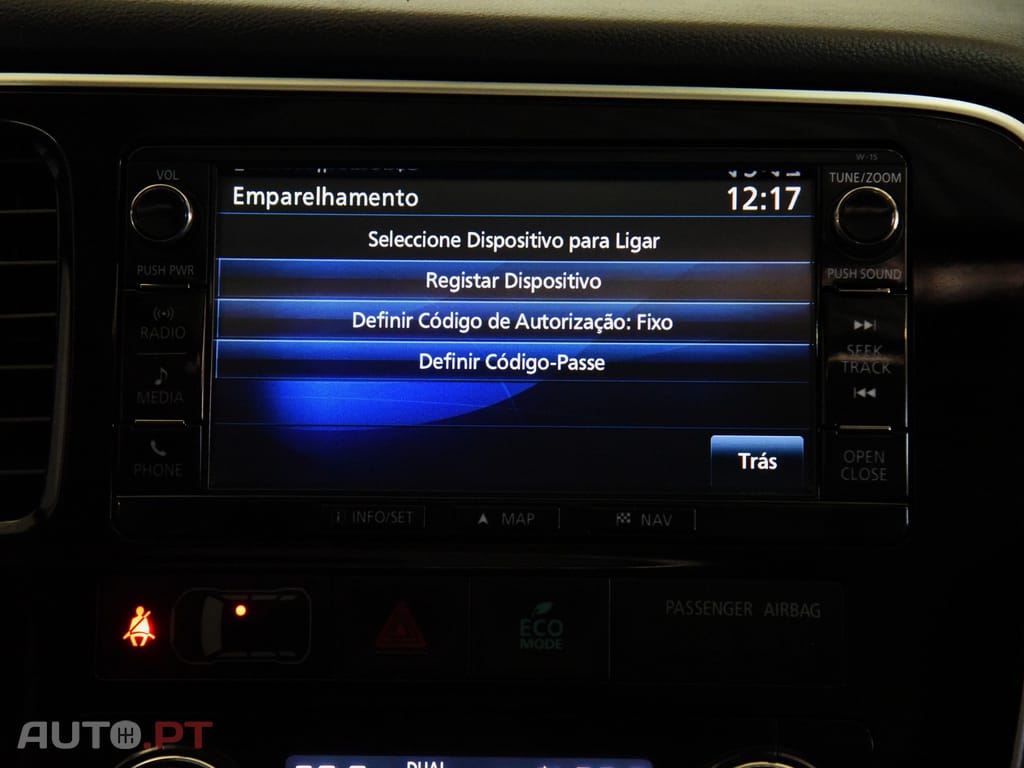 W-15
VOL
TUNE/ZOOM
Emparelhamento
12:17
Seleccione Dispositivo para Ligar
PUSH PWR
Registar Dispositivo
PUSH SOUND
RADIO
Definir Código de Autorização: Fixo
SEEK
TRACK
Definir Código-Passe
MEDIA
PHONE
Trás
OPEN
CLOSE
i INFO/SET
MAP
NAV
ECO
MODE
PASSENGER AIRBAG
AUTO.PT
DUAL